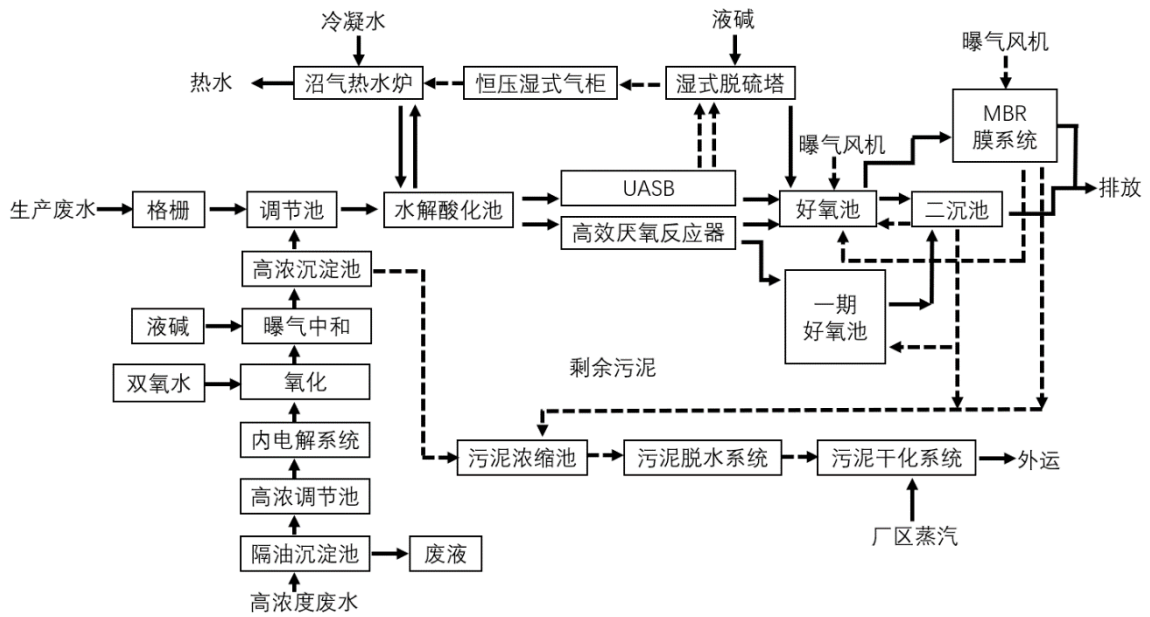 冷凝水
液碱
曝气风机
热水
沼气热水炉
恒压湿式气柜
湿式脱硫塔
MBR
膜系统
曝气风机
UASB
排放
生产废水
格栅
调节池
水解酸化池
好氧池
二沉池
高效厌氧反应器
高浓沉淀池
一期
好氧池
液碱
曝气中和
剩余污泥
双氧水
氧化
内电解系统
污泥浓缩池
污泥脱水系统
污泥干化系统
外运
高浓调节池
厂区蒸汽
隔油沉淀池
废液
高浓度废水